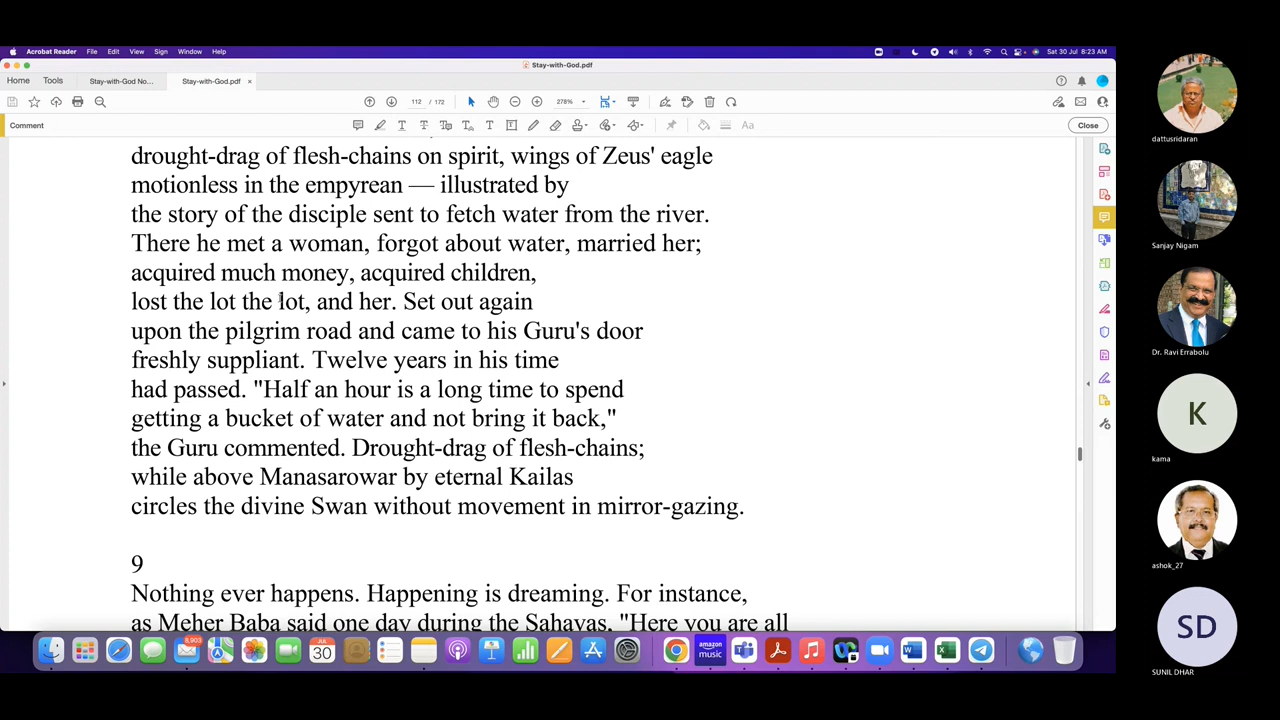 Acrobat Reader File Edit View Sign Window Help
Sat 30 Jul 8:23 AM
Stay-with-God.pdf
Home Tools Stay-with-God No... Stay-with-God.pdf ×
112 / 172 278%
Comment Aa Close
drought-drag of flesh-chains on spirit, wings of Zeus' eagle
motionless in the empyrean — illustrated by
the story of the disciple sent to fetch water from the river.
There he met a woman, forgot about water, married her;
acquired much money, acquired children,
lost the lot the lot, and her. Set out again
upon the pilgrim road and came to his Guru's door
freshly suppliant. Twelve years in his time
had passed. "Half an hour is a long time to spend
getting a bucket of water and not bring it back,"
the Guru commented. Drought-drag of flesh-chains;
while above Manasarowar by eternal Kailas
circles the divine Swan without movement in mirror-gazing.
9
Nothing ever happens. Happening is dreaming. For instance,
as Meher Baba said one day during the Sahavas, "Here you are all
8,903
JUL
30
amazon
music
dattusridaran
Sanjay Nigam
Dr. Ravi Errabolu
K
kama
ashok_27
SD
SUNIL DHAR